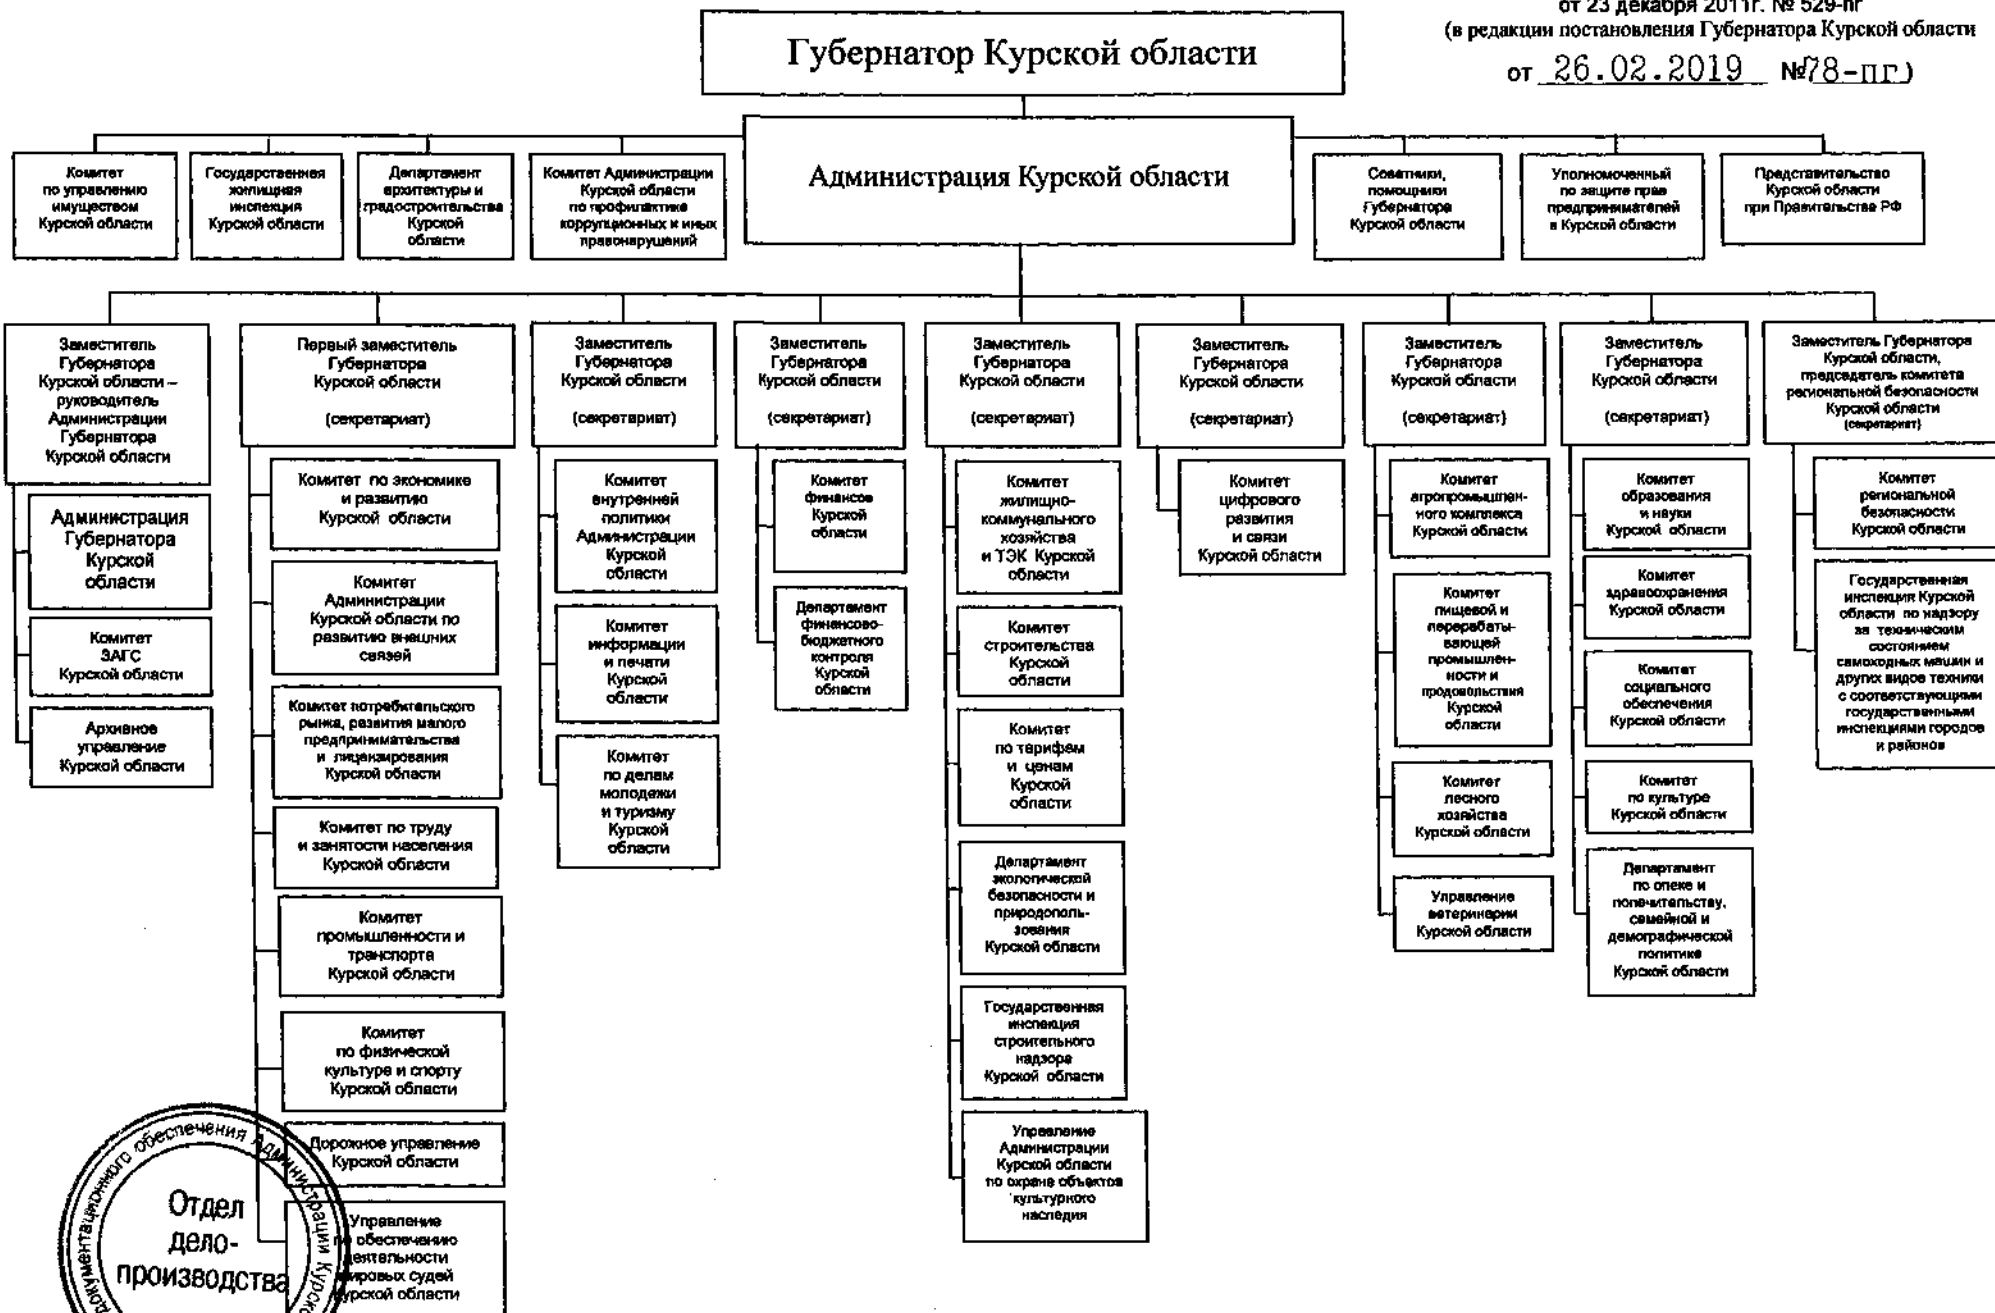 от 23 декабря 2011г. № 529-пг
(в редакции постановления Губернатора Курской области
от 26.02.2019 №78-пг)
Губернатор Курской области
Администрация Курской области
Комитет
по управлению
имуществом
Курской области
Государственная
жилищная
инспекция
Курской области
Департамент
архитектуры и
градостроительства
Курской
области
Комитет Администрации
Курской области
по профилактике
коррупционных и иных
правонарушений
Советники,
помощники
Губернатора
Курской области
Уполномоченный
по защите прав
предпринимателей
в Курской области
Представительство
Курской области
при Правительстве РФ
Заместитель
Губернатора
Курской области –
руководитель
Администрации
Губернатора
Курской области
Администрация
Губернатора
Курской
области
Комитет
ЗАГС
Курской области
Архивное
управление
Курской области
Первый заместитель
Губернатора
Курской области
(секретариат)
Комитет по экономике
и развитию
Курской области
Комитет
Администрации
Курской области по
развитию внешних
связей
Комитет потребительского
рынка, развития малого
предпринимательства
и лицензирования
Курской области
Комитет по труду
и занятости населения
Курской области
Комитет
промышленности и
транспорта
Курской области
Комитет
по физической
культуре и спорту
Курской области
Дорожное управление
Курской области
Управление
по обеспечению
деятельности
мировых судей
Курской области
Заместитель
Губернатора
Курской области
(секретариат)
Комитет
внутренней
политики
Администрации
Курской
области
Комитет
информации
и печати
Курской
области
Комитет
по делам
молодежи
и туризму
Курской
области
Заместитель
Губернатора
Курской области
(секретариат)
Комитет
финансов
Курской
области
Департамент
финансово-
бюджетного
контроля
Курской
области
Заместитель
Губернатора
Курской области
(секретариат)
Комитет
жилищно-
коммунального
хозяйства
и ТЭК Курской
области
Комитет
строительства
Курской
области
Комитет
по тарифам
и ценам
Курской
области
Департамент
экологической
безопасности и
природополь-
зования
Курской области
Государственная
инспекция
строительного
надзора
Курской области
Управление
Администрации
Курской области
по охране объектов
культурного
наследия
Заместитель
Губернатора
Курской области
(секретариат)
Комитет
цифрового
развития
и связи
Курской области
Заместитель
Губернатора
Курской области
(секретариат)
Комитет
агропромышлен-
ного комплекса
Курской области
Комитет
пищевой и
перерабаты-
вающей
промышлен-
ности и
продовольствия
Курской
области
Комитет
лесного
хозяйства
Курской области
Управление
ветеринарии
Курской области
Заместитель
Губернатора
Курской области
(секретариат)
Комитет
образования
и науки
Курской области
Комитет
здравоохранения
Курской области
Комитет
социального
обеспечения
Курской области
Комитет
по культуре
Курской области
Департамент
по опеке и
попечительству,
семейной и
демографической
политике
Курской области
Заместитель Губернатора
Курской области,
председатель комитета
региональной безопасности
Курской области
(секретариат)
Комитет
региональной
безопасности
Курской области
Государственная
инспекция Курской
области по надзору
за техническим
состоянием
самоходных машин и
других видов техники
с соответствующими
государственными
инспекциями городов
и районов
документационного обеспечения Администрации
Отдел
дело-
производства